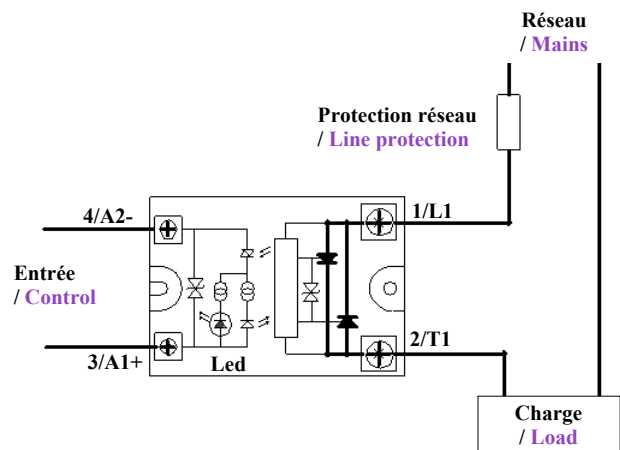 Réseau
/ Mains
Protection réseau
/ Line protection
4/A2-
1/L1
Entrée
/ Control
3/A1+
Led
2/T1
Charge
/ Load